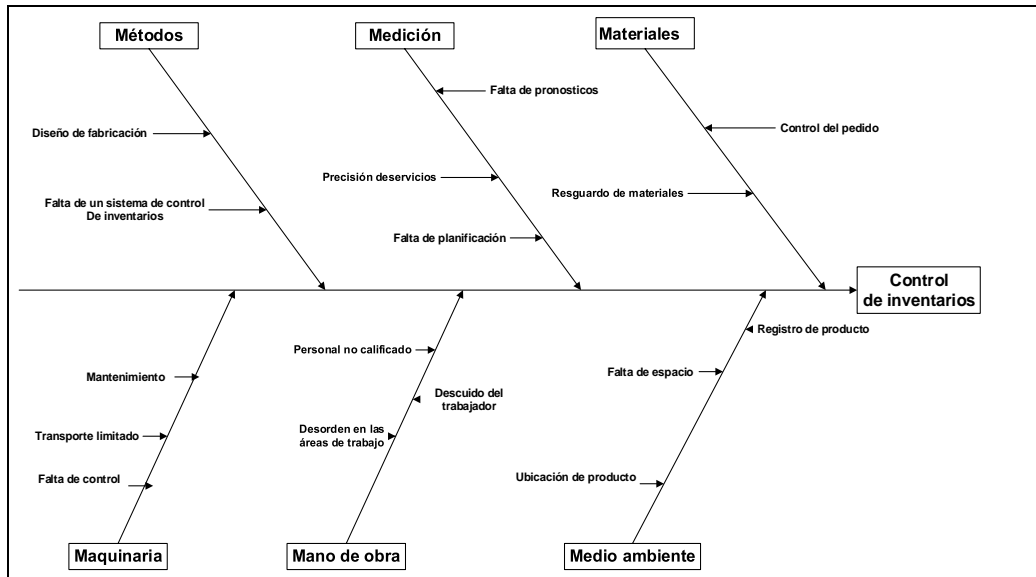 Métodos
Medición
Materiales
Falta de pronosticos
Diseño de fabricación
Control del pedido
Precisión deservicios
Resguardo de materiales
Falta de un sistema de control
De inventarios
Falta de planificación
Control
de inventarios
Registro de producto
Personal no calificado
Falta de espacio
Mantenimiento
Descuido del
trabajador
Desorden en las
áreas de trabajo
Transporte limitado
Falta de control
Ubicación de producto
Maquinaria
Mano de obra
Medio ambiente